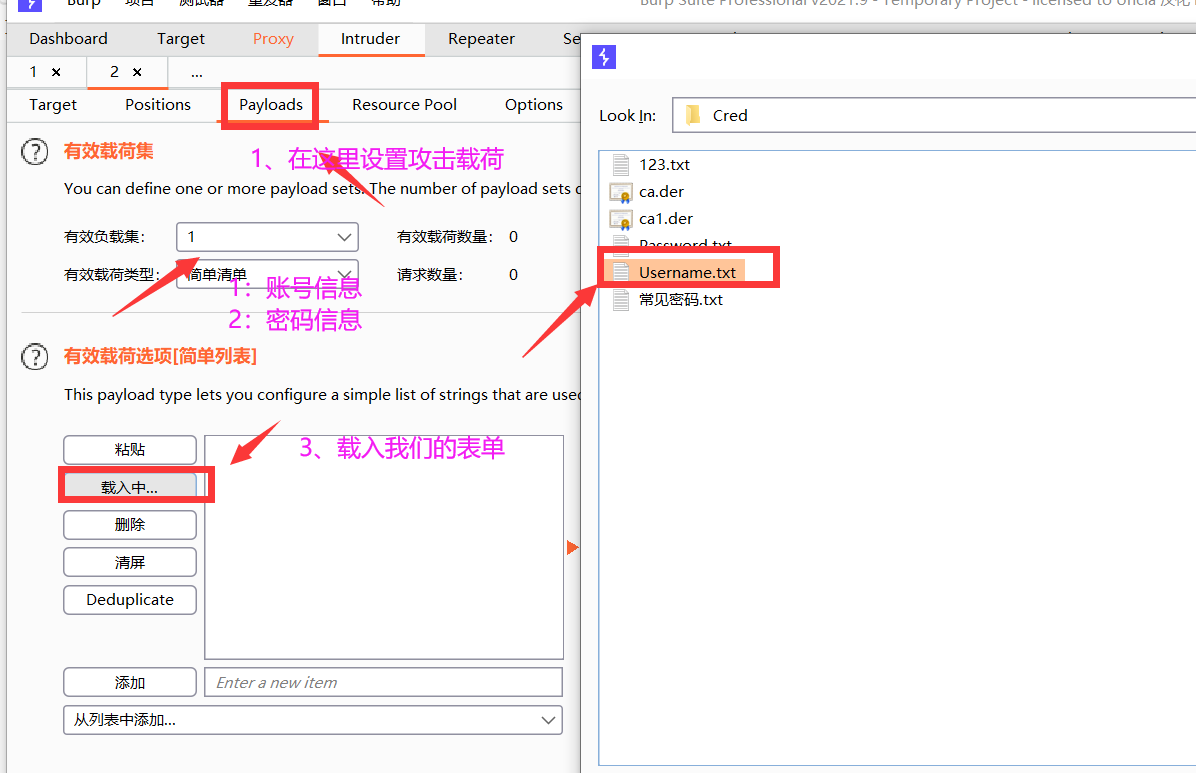 Burp 项目 测试器 重发器 窗口 帮助
Burp Suite Professional v2021.9 - Temporary Project - licensed to Uncia 汉化
Dashboard Target Proxy Intruder Repeater Se
1 × 2 × ...
Target Positions Payloads Resource Pool Options
有效载荷集
1、在这里设置攻击载荷
You can define one or more payload sets. The number of payload sets d
有效负载集: 1 有效载荷数量: 0
有效载荷类型: 简单清单 请求数量: 0
1: 账号信息
2: 密码信息
有效载荷选项[简单列表]
This payload type lets you configure a simple list of strings that are used
粘贴
3、载入我们的表单
载入中...
删除
清屏
Deduplicate
添加 Enter a new item
从列表中添加...
Look In: Cred
123.txt
ca.der
ca1.der
Password.txt
Username.txt
常见密码.txt